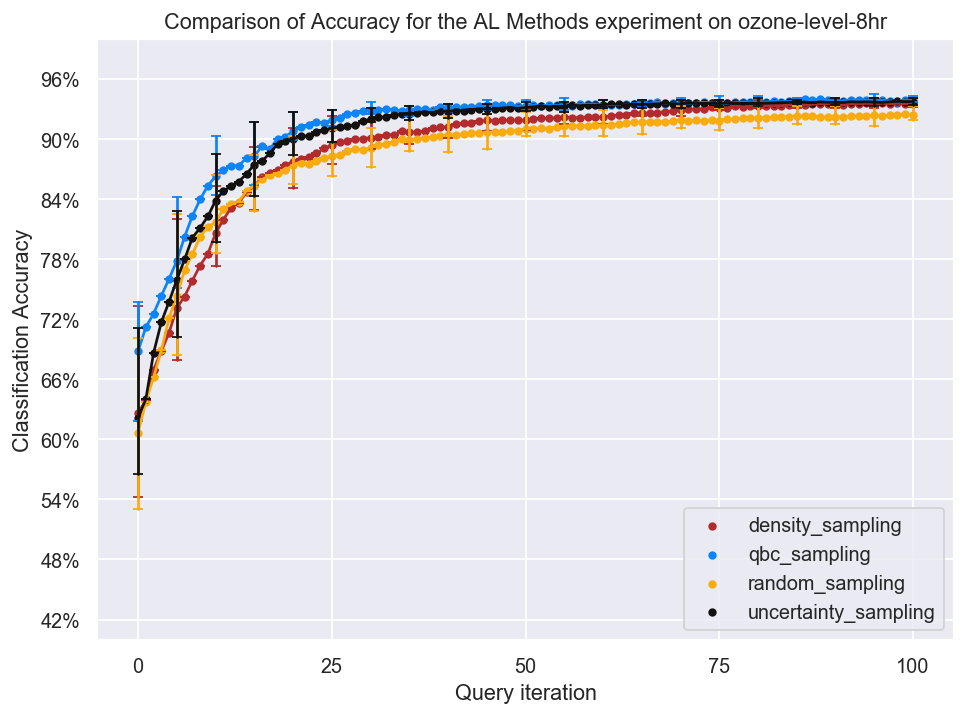 Comparison of Accuracy for the AL Methods experiment on ozone-level-8hr
Classification Accuracy
96%
90%
84%
78%
72%
66%
60%
54%
48%
42%
density_sampling
qbc_sampling
random_sampling
uncertainty_sampling
0 25 50 75 100
Query iteration